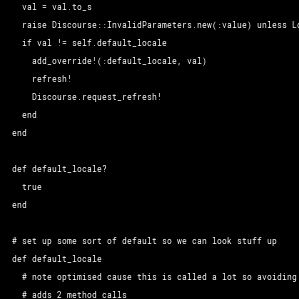 val = val.to_s
raise Discourse::InvalidParameters.new(:value) unless
if val != self.default_locale
add_override!(:default_locale, val)
refresh!
Discourse.request_refresh!
end
end
def default_locale?
true
end
# set up some sort of default so we can look stuff up
def default_locale
# note optimised cause this is called a lot so avoiding
# adds 2 method calls